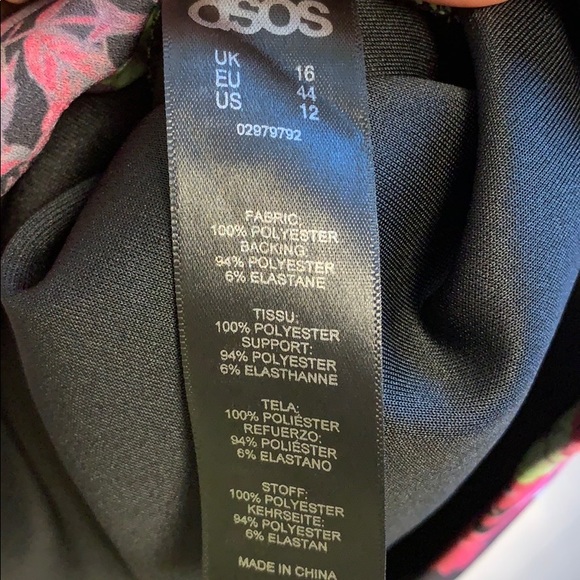 asos
UK 16
EU 44
US 12
02979792
FABRIC:
100% POLYESTER
BACKING:
94% POLYESTER
6% ELASTANE
TISSU:
100% POLYESTER
SUPPORT:
94% POLYESTER
6% ELASTHANNE
TELA:
100% POLIÉSTER
REFUERZO:
94% POLIÉSTER
6% ELASTANO
STOFF:
100% POLYESTER
KEHRSEITE:
94% POLYESTER
6% ELASTAN
MADE IN CHINA